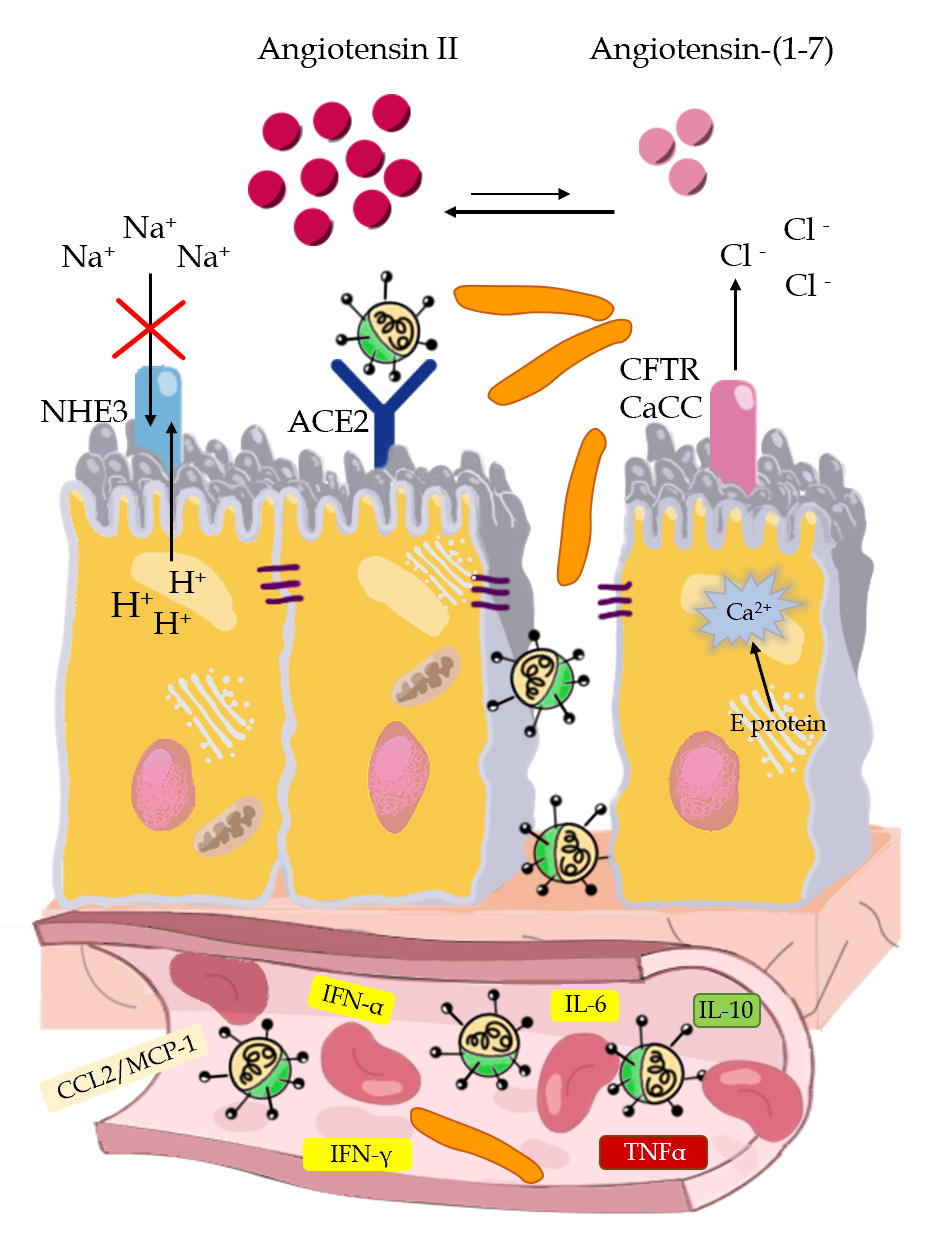 Angiotensin II
Angiotensin-(1-7)
Na⁺
Na⁺
Na⁺
Cl ⁻
Cl ⁻
Cl ⁻
NHE3
ACE2
CFTR
CaCC
H⁺
H⁺
H⁺
Ca²⁺
E protein
IFN-α
IL-6
IL-10
CCL2/MCP-1
IFN-γ
TNFα